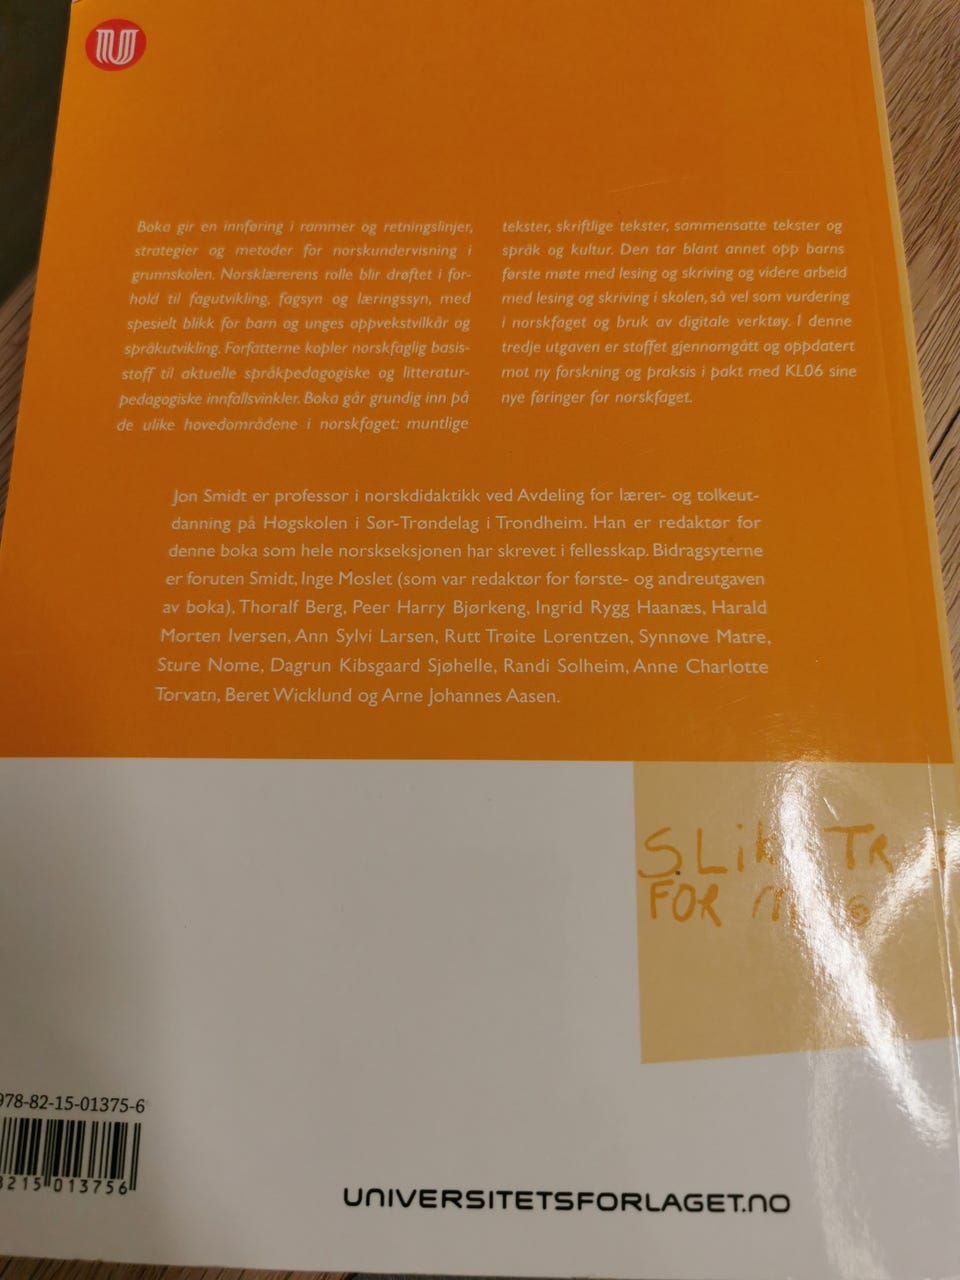 Boka gir en innføring i rammer og retningslinjer,
strategier og metoder for norskundervisning i
grunnskolen. Norsklærerens rolle blir drøftet i for-
hold til fagutvikling, fagsyn og læringssyn, med
spesielt blikk for barn og unges oppvekstvilkår og
språkutvikling. Forfatterne kopler norskfaglig basis-
stoff til aktuelle språkpedagogiske og litteratur-
pedagogiske innfallsvinkler. Boka går grundig inn på
de ulike hovedområdene i norskfaget: muntlige
tekster, skriftlige tekster, sammensatte tekster og
språk og kultur. Den tar blant annet opp barns
første møte med lesing og skriving og videre arbeid
med lesing og skriving i skolen, så vel som vurdering
i norskfaget og bruk av digitale verktøy. I denne
tredje utgaven er stoffet gjennomgått og oppdatert
mot ny forskning og praksis i pakt med KL06 sine
nye føringer for norskfaget.
Jon Smidt er professor i norskdidaktikk ved Avdeling for lærer- og tolkeut-
danning på Høgskolen i Sør-Trøndelag i Trondheim. Han er redaktør for
denne boka som hele norskseksjonen har skrevet i fellesskap. Bidragsyterne
er foruten Smidt, Inge Moslet (som var redaktør for første- og andreutgaven
av boka), Thoralf Berg, Peer Harry Bjørkeng, Ingrid Rygg Haanæs, Harald
Morten Iversen, Ann Sylvi Larsen, Rutt Trøite Lorentzen, Synnøve Matre,
Sture Nome, Dagrun Kibsgaard Sjøhelle, Randi Solheim, Anne Charlotte
Torvatn, Beret Wicklund og Arne Johannes Aasen.
FOR
978-82-15-01375-6
215 013756
UNIVERSITETSFORLAGET.NO